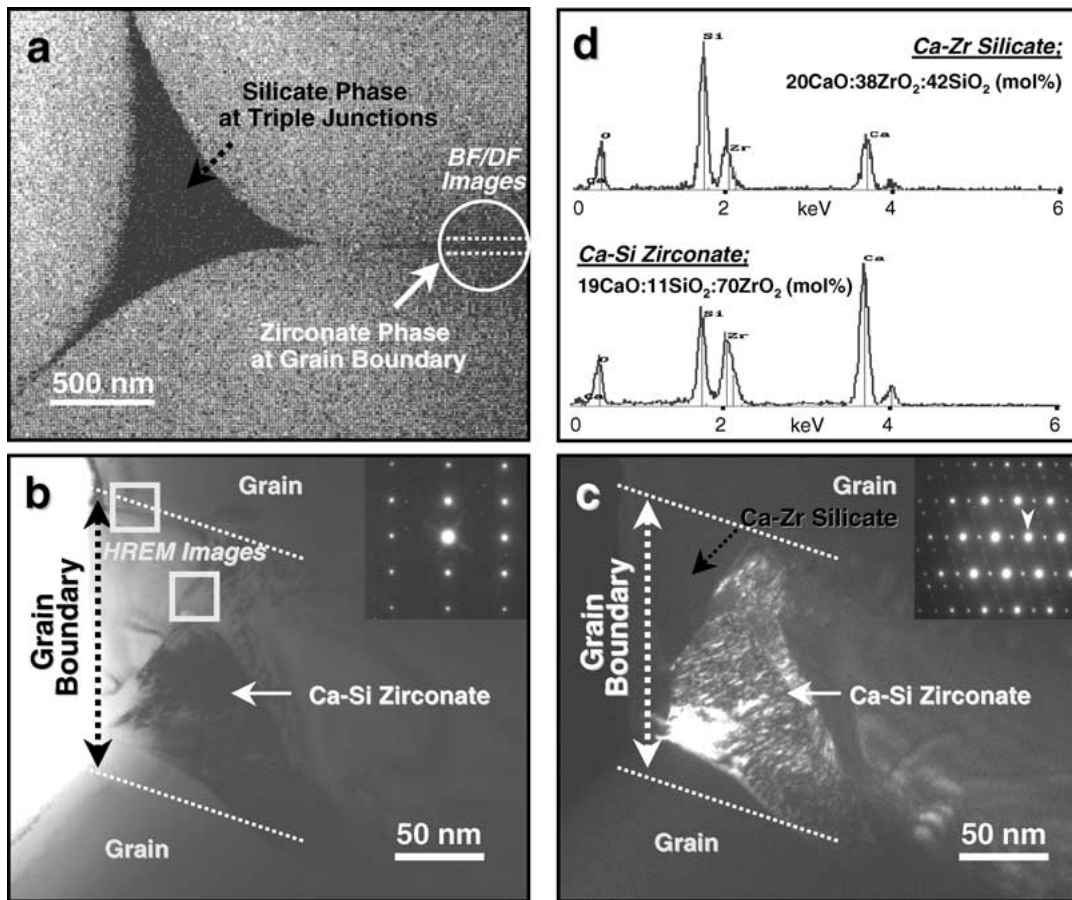 a
Silicate Phase
at Triple Junctions
BF/DF
Images
Zirconate Phase
at Grain Boundary
500 nm
d
Ca-Zr Silicate;
20CaO:38ZrO₂:42SiO₂ (mol%)
Si
O
Zr
Ca
Ca
0 2 keV 4 6
Ca-Si Zirconate;
19CaO:11SiO₂:70ZrO₂ (mol%)
Ca
Si
Zr
O
Ca
0 2 keV 4 6
b
Grain
HREM Images
Grain
Boundary
Ca-Si Zirconate
Grain
50 nm
c
Grain
Ca-Zr Silicate
Grain
Boundary
Ca-Si Zirconate
Grain
50 nm